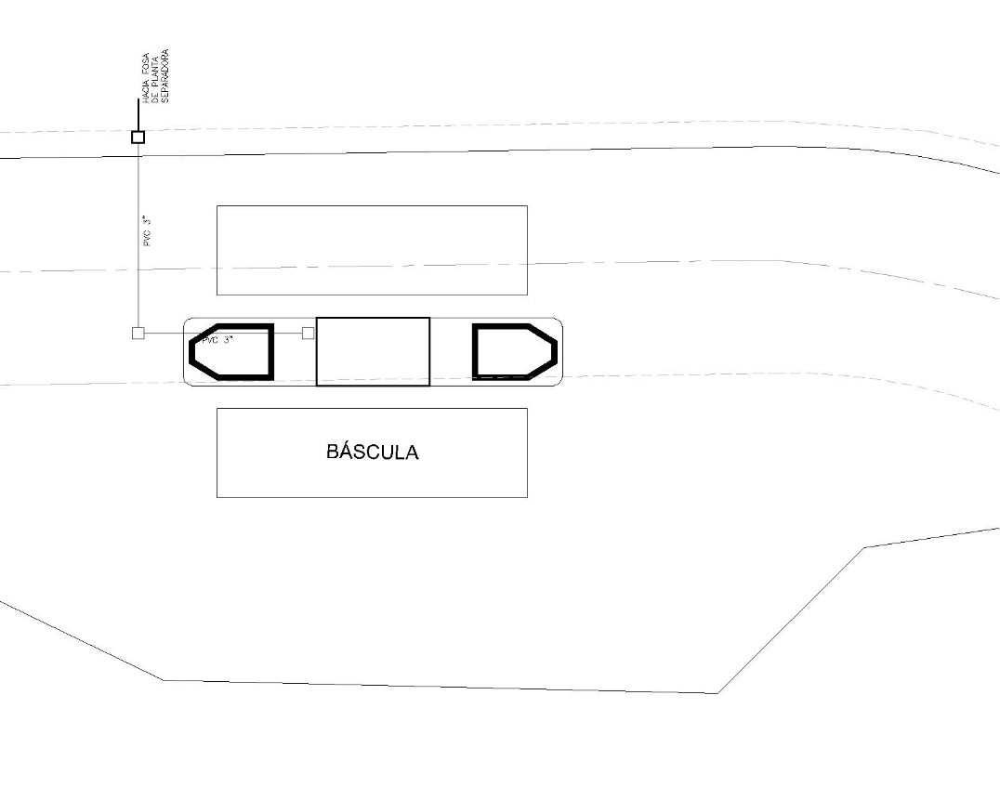 HACIA FOSA
DE PLANTA
SEPARADORA
PVC 3"
PVC 3"
BÁSCULA